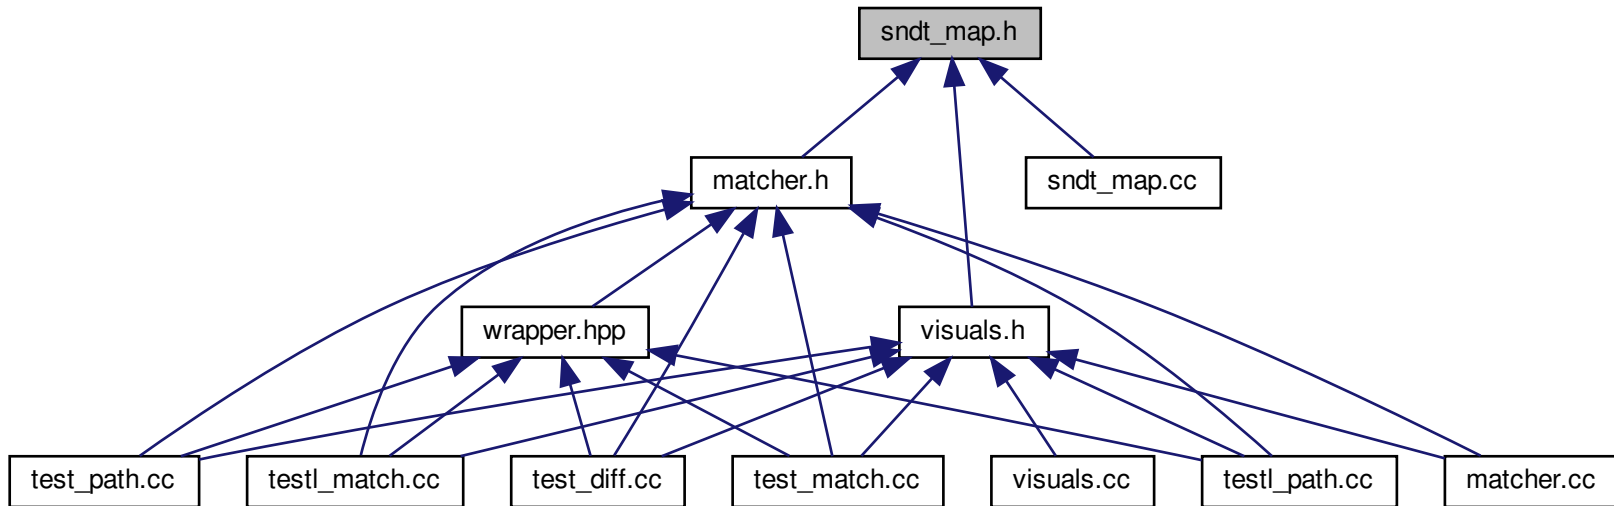 sndt_map.h
matcher.h
sndt_map.cc
wrapper.hpp
visuals.h
test_path.cc
testl_match.cc
test_diff.cc
test_match.cc
visuals.cc
testl_path.cc
matcher.cc